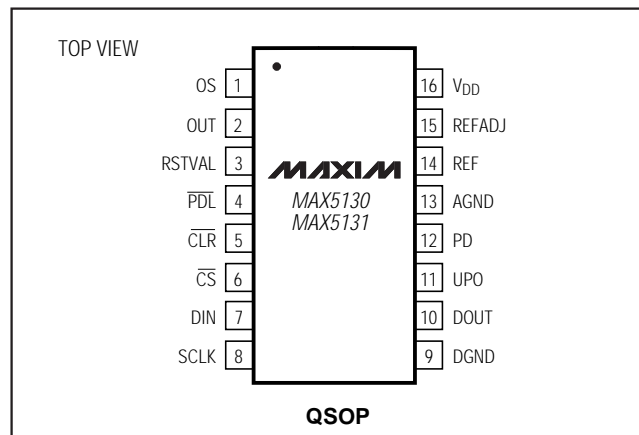 TOP VIEW
OS 1
OUT 2
RSTVAL 3
PDL 4
CLR 5
CS 6
DIN 7
SCLK 8
MAXIM
MAX5130
MAX5131
16 VDD
15 REFADJ
14 REF
13 AGND
12 PD
11 UPO
10 DOUT
9 DGND
QSOP